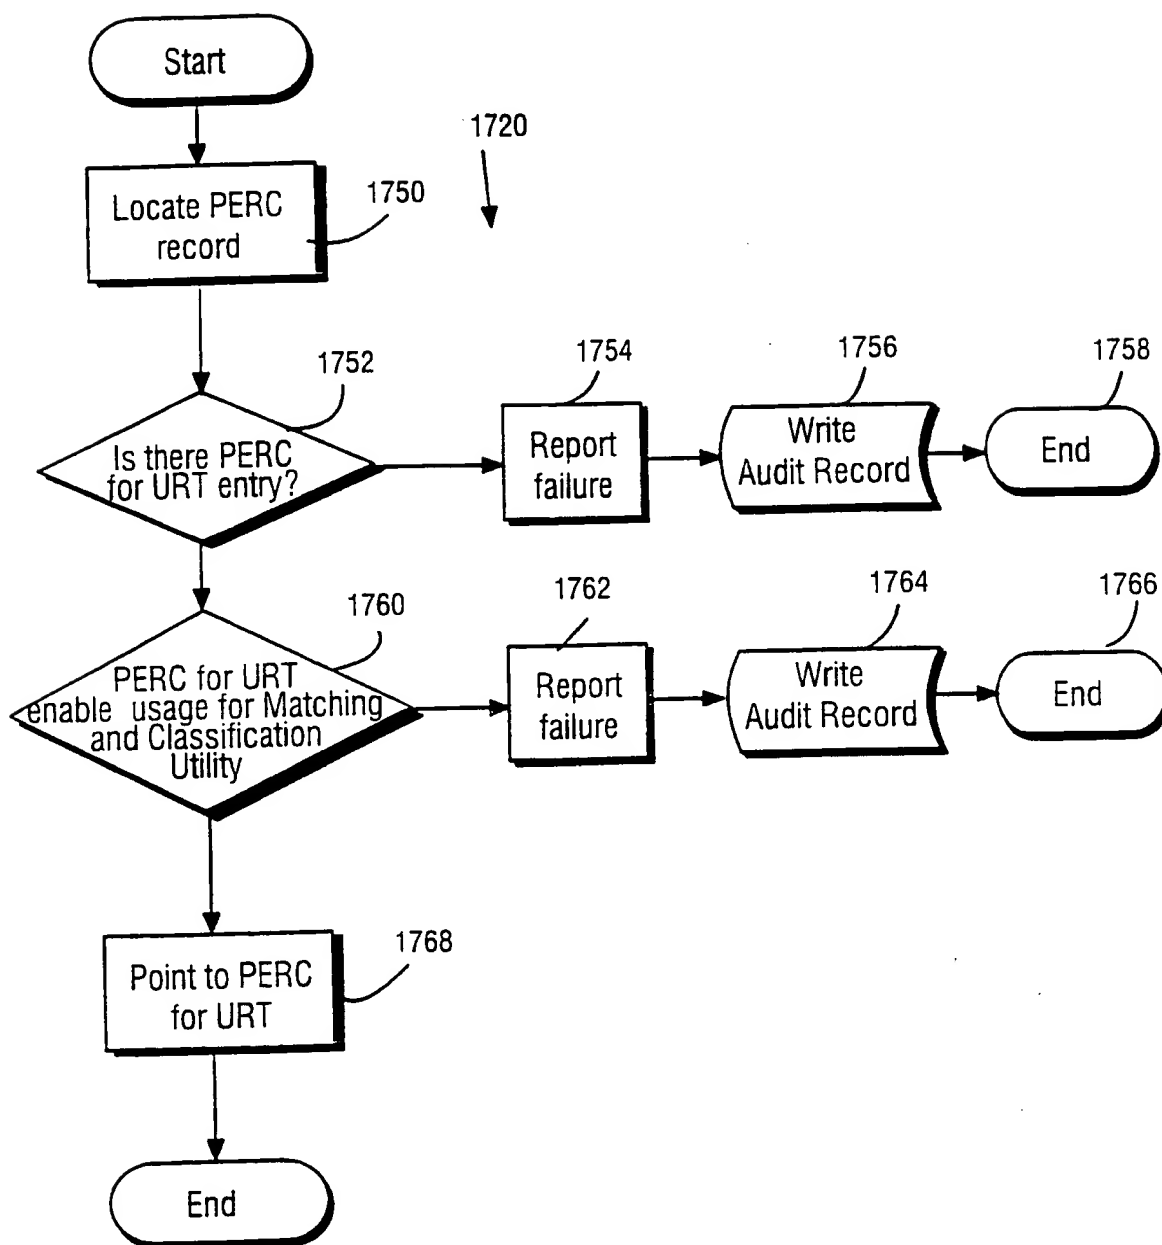 Start
1720
Locate PERC
record
1750
1752
Is there PERC
for URT entry?
1754
Report
failure
1756
Write
Audit Record
1758
End
1760
PERC for URT
enable usage for Matching
and Classification
Utility
1762
Report
failure
1764
Write
Audit Record
1766
End
1768
Point to PERC
for URT
End